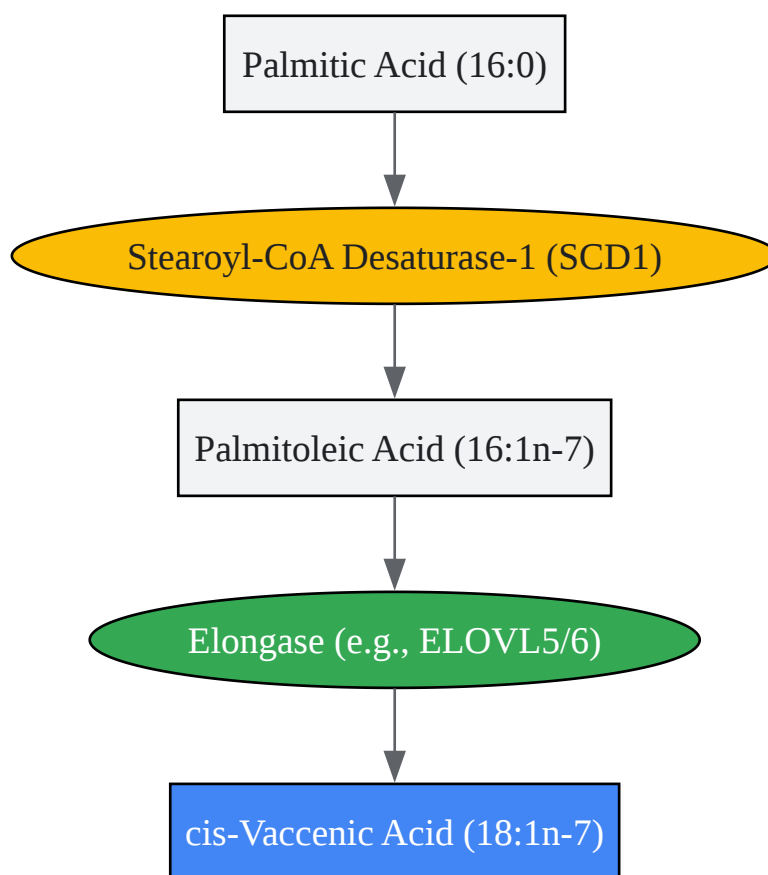 Palmitic Acid (16:0)
Stearoyl-CoA Desaturase-1 (SCD1)
Palmitoleic Acid (16:1n-7)
Elongase (e.g., ELOVL5/6)
cis-Vaccenic Acid (18:1n-7)